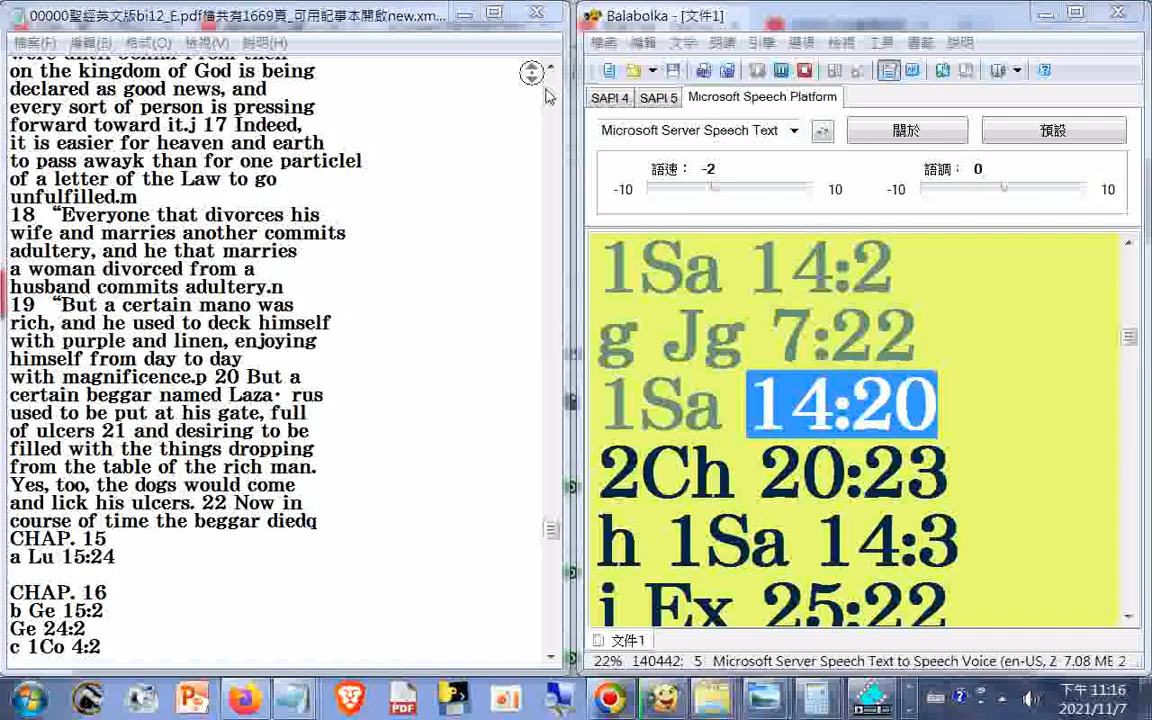 00000聖經英文版bi12_E.pdf檔共有1669頁_可用記事本開啟new.xm...
檔案(F) 編輯(E) 格式(O) 檢視(V) 說明(H)
on the kingdom of God is being
declared as good news, and
every sort of person is pressing
forward toward it.j 17 Indeed,
it is easier for heaven and earth
to pass awayk than for one particlel
of a letter of the Law to go
unfulfilled.m
18 “Everyone that divorces his
wife and marries another commits
adultery, and he that marries
a woman divorced from a
husband commits adultery.n
19 “But a certain mano was
rich, and he used to deck himself
with purple and linen, enjoying
himself from day to day
with magnificence.p 20 But a
certain beggar named Laza· rus
used to be put at his gate, full
of ulcers 21 and desiring to be
filled with the things dropping
from the table of the rich man.
Yes, too, the dogs would come
and lick his ulcers. 22 Now in
course of time the beggar diedq
CHAP. 15
a Lu 15:24
CHAP. 16
b Ge 15:2
Ge 24:2
c 1Co 4:2
Balabolka - [文件1]
檔案 編輯 文字 朗讀 引擎 選項 檢視 工具 書籤 說明
SAPI 4 SAPI 5 Microsoft Speech Platform
Microsoft Server Speech Text 關於 預設
語速： -2 語調： 0
-10 10 -10 10
1Sa 14:2
g Jg 7:22
1Sa 14:20
2Ch 20:23
h 1Sa 14:3
i Ex 25:22
文件1
22% 140442: 5 Microsoft Server Speech Text to Speech Voice (en-US, Z 7.08 MB 2
PDF
下午 11:16
2021/11/7